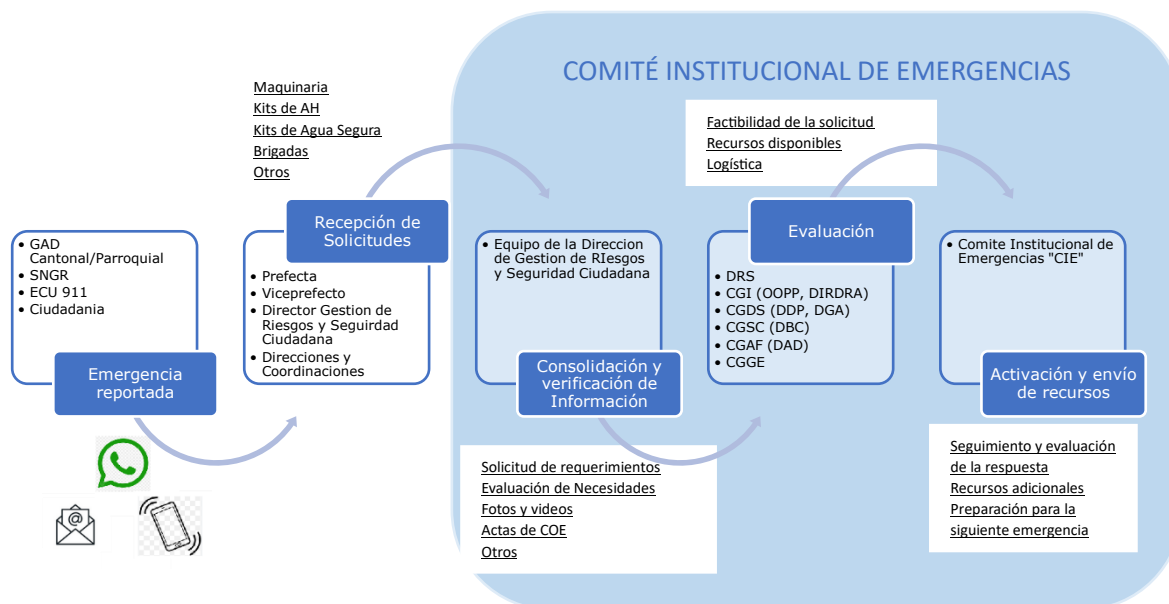 COMITÉ INSTITUCIONAL DE EMERGENCIAS
GAD
Cantonal/Parroquial
SNGR
ECU 911
Ciudadania
Emergencia
reportada
Maquinaria
Kits de AH
Kits de Agua Segura
Brigadas
Otros
Recepción de
Solicitudes
Prefecta
Viceprefecto
Director Gestion de
Riesgos y Seguirdad
Ciudadana
Direcciones y
Coordinaciones
Equipo de la Direccion
de Gestion de RIesgos
y Seguridad Ciudadana
Consolidación y
verificación de
Información
Solicitud de requerimientos
Evaluación de Necesidades
Fotos y videos
Actas de COE
Otros
Factibilidad de la solicitud
Recursos disponibles
Logística
Evaluación
DRS
CGI (OOPP, DIRDRA)
CGDS (DDP, DGA)
CGSC (DBC)
CGAF (DAD)
CGGE
Comite Institucional de
Emergencias "CIE"
Activación y envío
de recursos
Seguimiento y evaluación
de la respuesta
Recursos adicionales
Preparación para la
siguiente emergencia